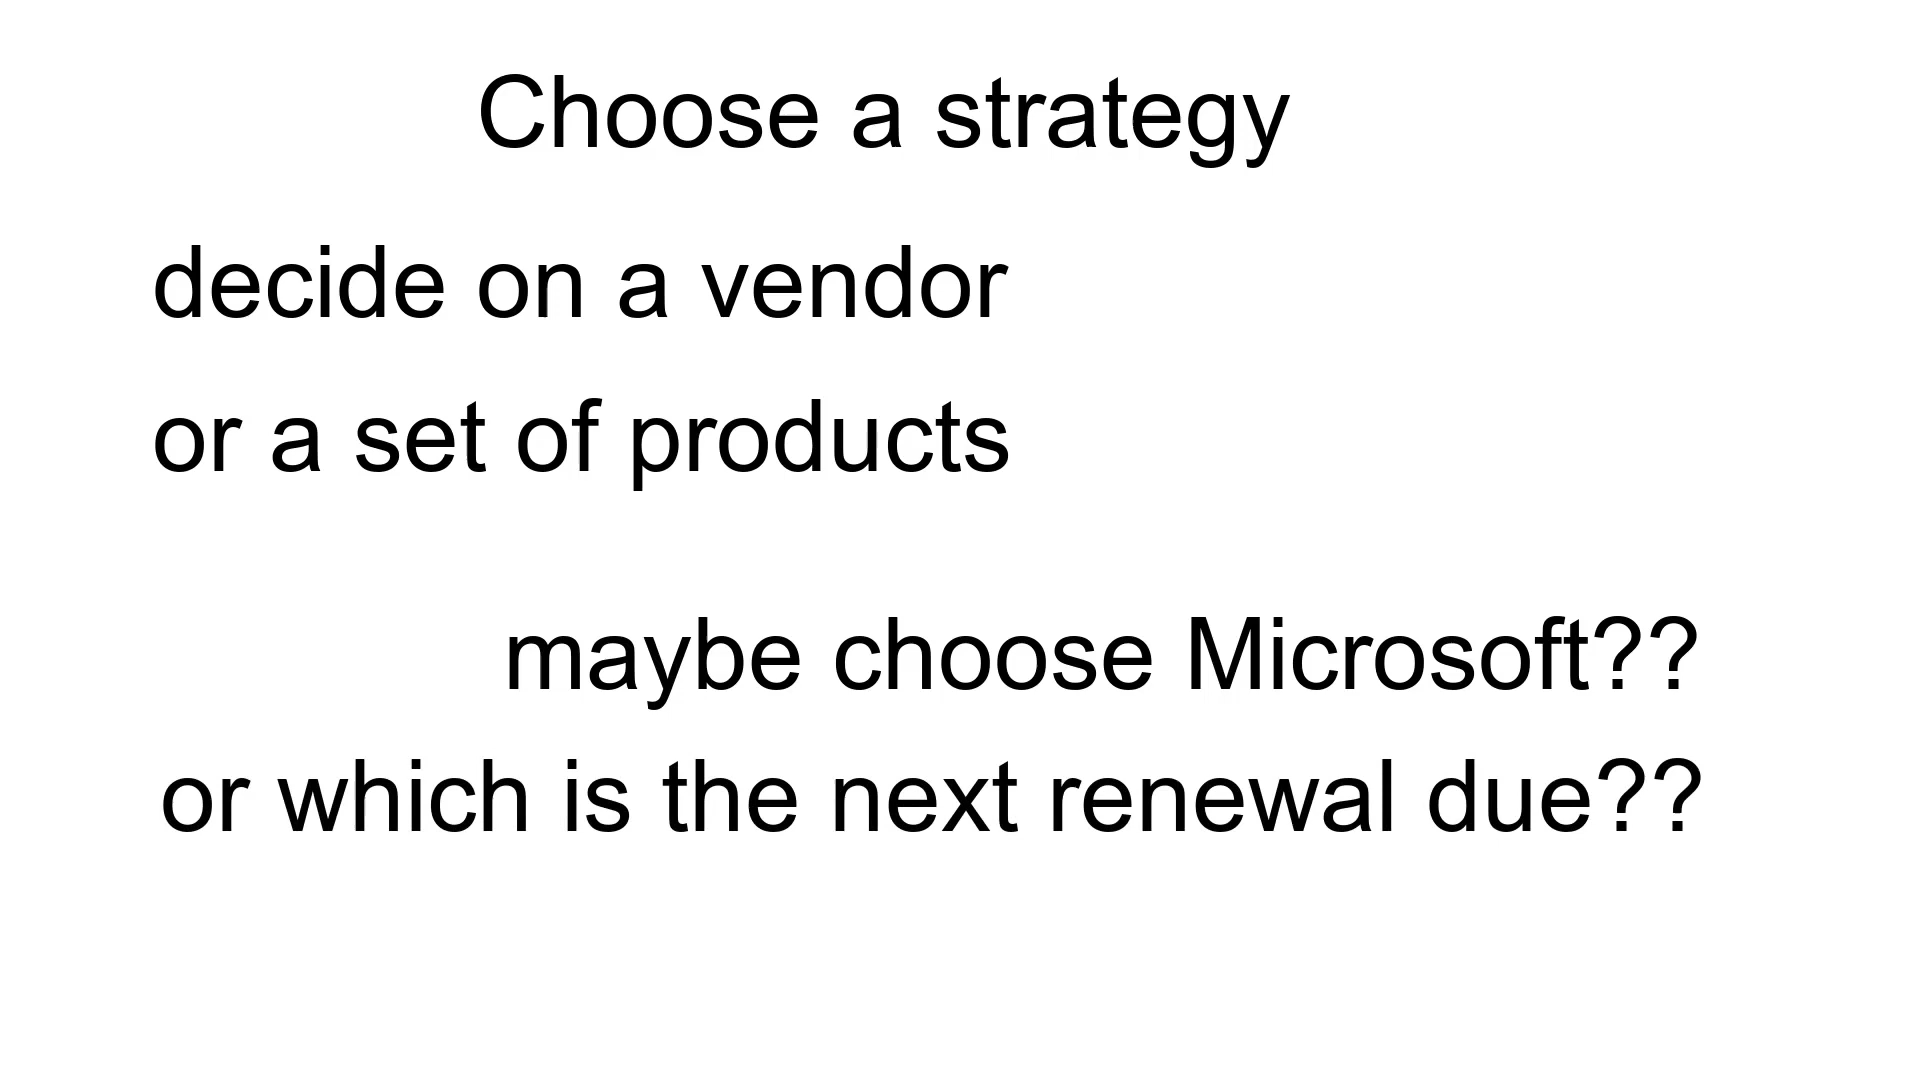 Choose a strategy
decide on a vendor
or a set of products
maybe choose Microsoft??
or which is the next renewal due??